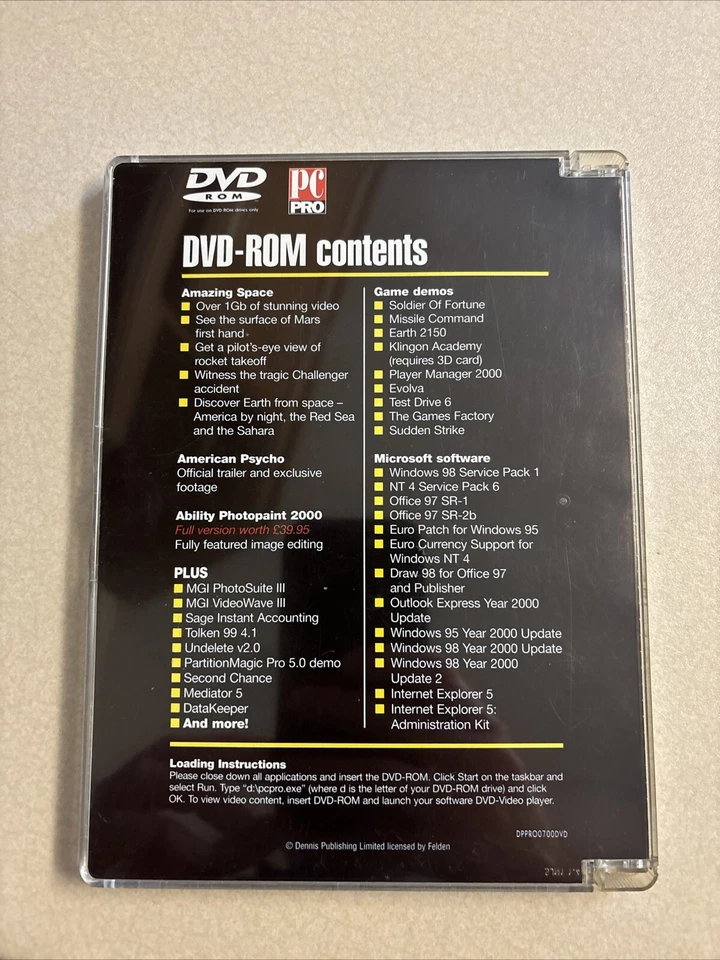 DVD
ROM
For use on DVD-ROM drives only
PC
PRO
DVD-ROM contents
Amazing Space
Over 1Gb of stunning video
See the surface of Mars
first hand
Get a pilot's-eye view of
rocket takeoff
Witness the tragic Challenger
accident
Discover Earth from space –
America by night, the Red Sea
and the Sahara
American Psycho
Official trailer and exclusive
footage
Ability Photopaint 2000
Full version worth £39.95
Fully featured image editing
PLUS
MGI PhotoSuite III
MGI VideoWave III
Sage Instant Accounting
Tolken 99 4.1
Undelete v2.0
PartitionMagic Pro 5.0 demo
Second Chance
Mediator 5
DataKeeper
And more!
Game demos
Soldier Of Fortune
Missile Command
Earth 2150
Klingon Academy
(requires 3D card)
Player Manager 2000
Evolva
Test Drive 6
The Games Factory
Sudden Strike
Microsoft software
Windows 98 Service Pack 1
NT 4 Service Pack 6
Office 97 SR-1
Office 97 SR-2b
Euro Patch for Windows 95
Euro Currency Support for
Windows NT 4
Draw 98 for Office 97
and Publisher
Outlook Express Year 2000
Update
Windows 95 Year 2000 Update
Windows 98 Year 2000 Update
Windows 98 Year 2000
Update 2
Internet Explorer 5
Internet Explorer 5:
Administration Kit
Loading Instructions
Please close down all applications and insert the DVD-ROM. Click Start on the taskbar and
select Run. Type "d:\pcpro.exe" (where d is the letter of your DVD-ROM drive) and click
OK. To view video content, insert DVD-ROM and launch your software DVD-Video player.
DPPRO0700DVD
© Dennis Publishing Limited licensed by Felden